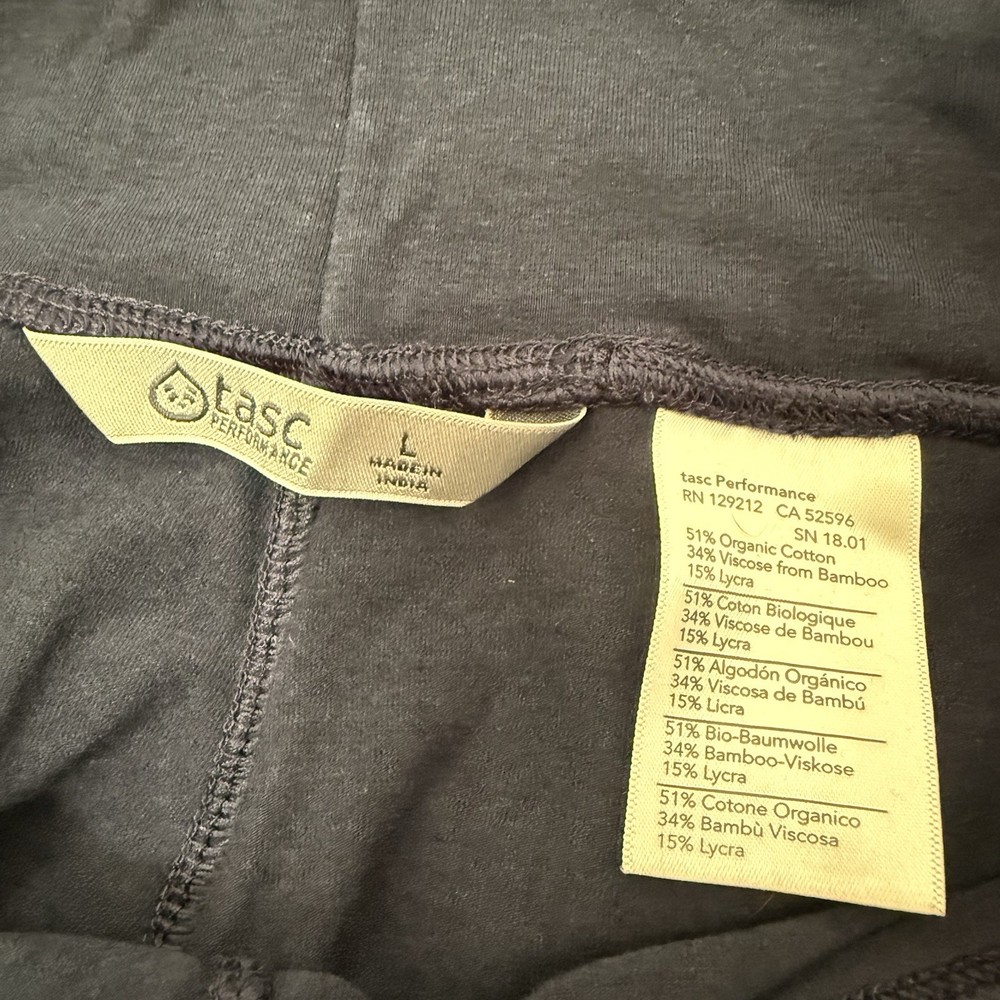 tasc
PERFORMANCE
L
MADE IN
INDIA
tasc Performance
RN 129212 CA 52596
SN 18.01
51% Organic Cotton
34% Viscose from Bamboo
15% Lycra
51% Coton Biologique
34% Viscose de Bambou
15% Lycra
51% Algodón Orgánico
34% Viscosa de Bambú
15% Licra
51% Bio-Baumwolle
34% Bamboo-Viskose
15% Lycra
51% Cotone Organico
34% Bambù Viscosa
15% Lycra